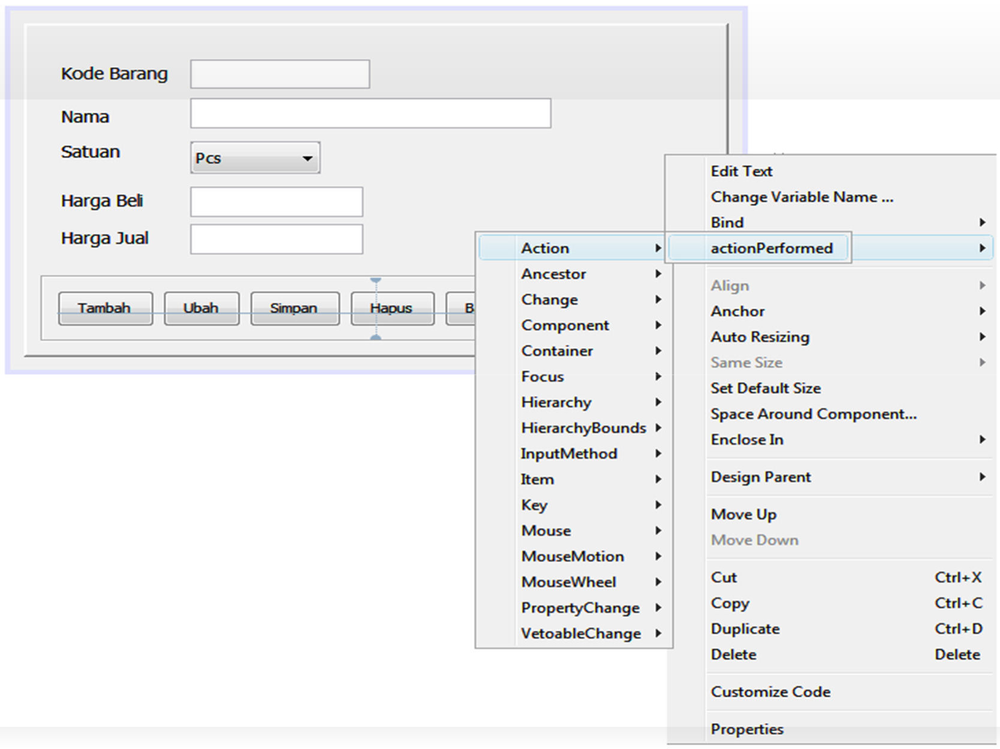 Kode Barang
Nama
Satuan
Pcs
Harga Beli
Harga Jual
Tambah
Ubah
Simpan
Hapus
Edit Text
Change Variable Name ...
Bind
actionPerformed
Align
Anchor
Auto Resizing
Same Size
Set Default Size
Space Around Component...
Enclose In
Design Parent
Move Up
Move Down
Cut Ctrl+X
Copy Ctrl+C
Duplicate Ctrl+D
Delete Delete
Customize Code
Properties
Action
Ancestor
Change
Component
Container
Focus
Hierarchy
HierarchyBounds
InputMethod
Item
Key
Mouse
MouseMotion
MouseWheel
PropertyChange
VetoableChange